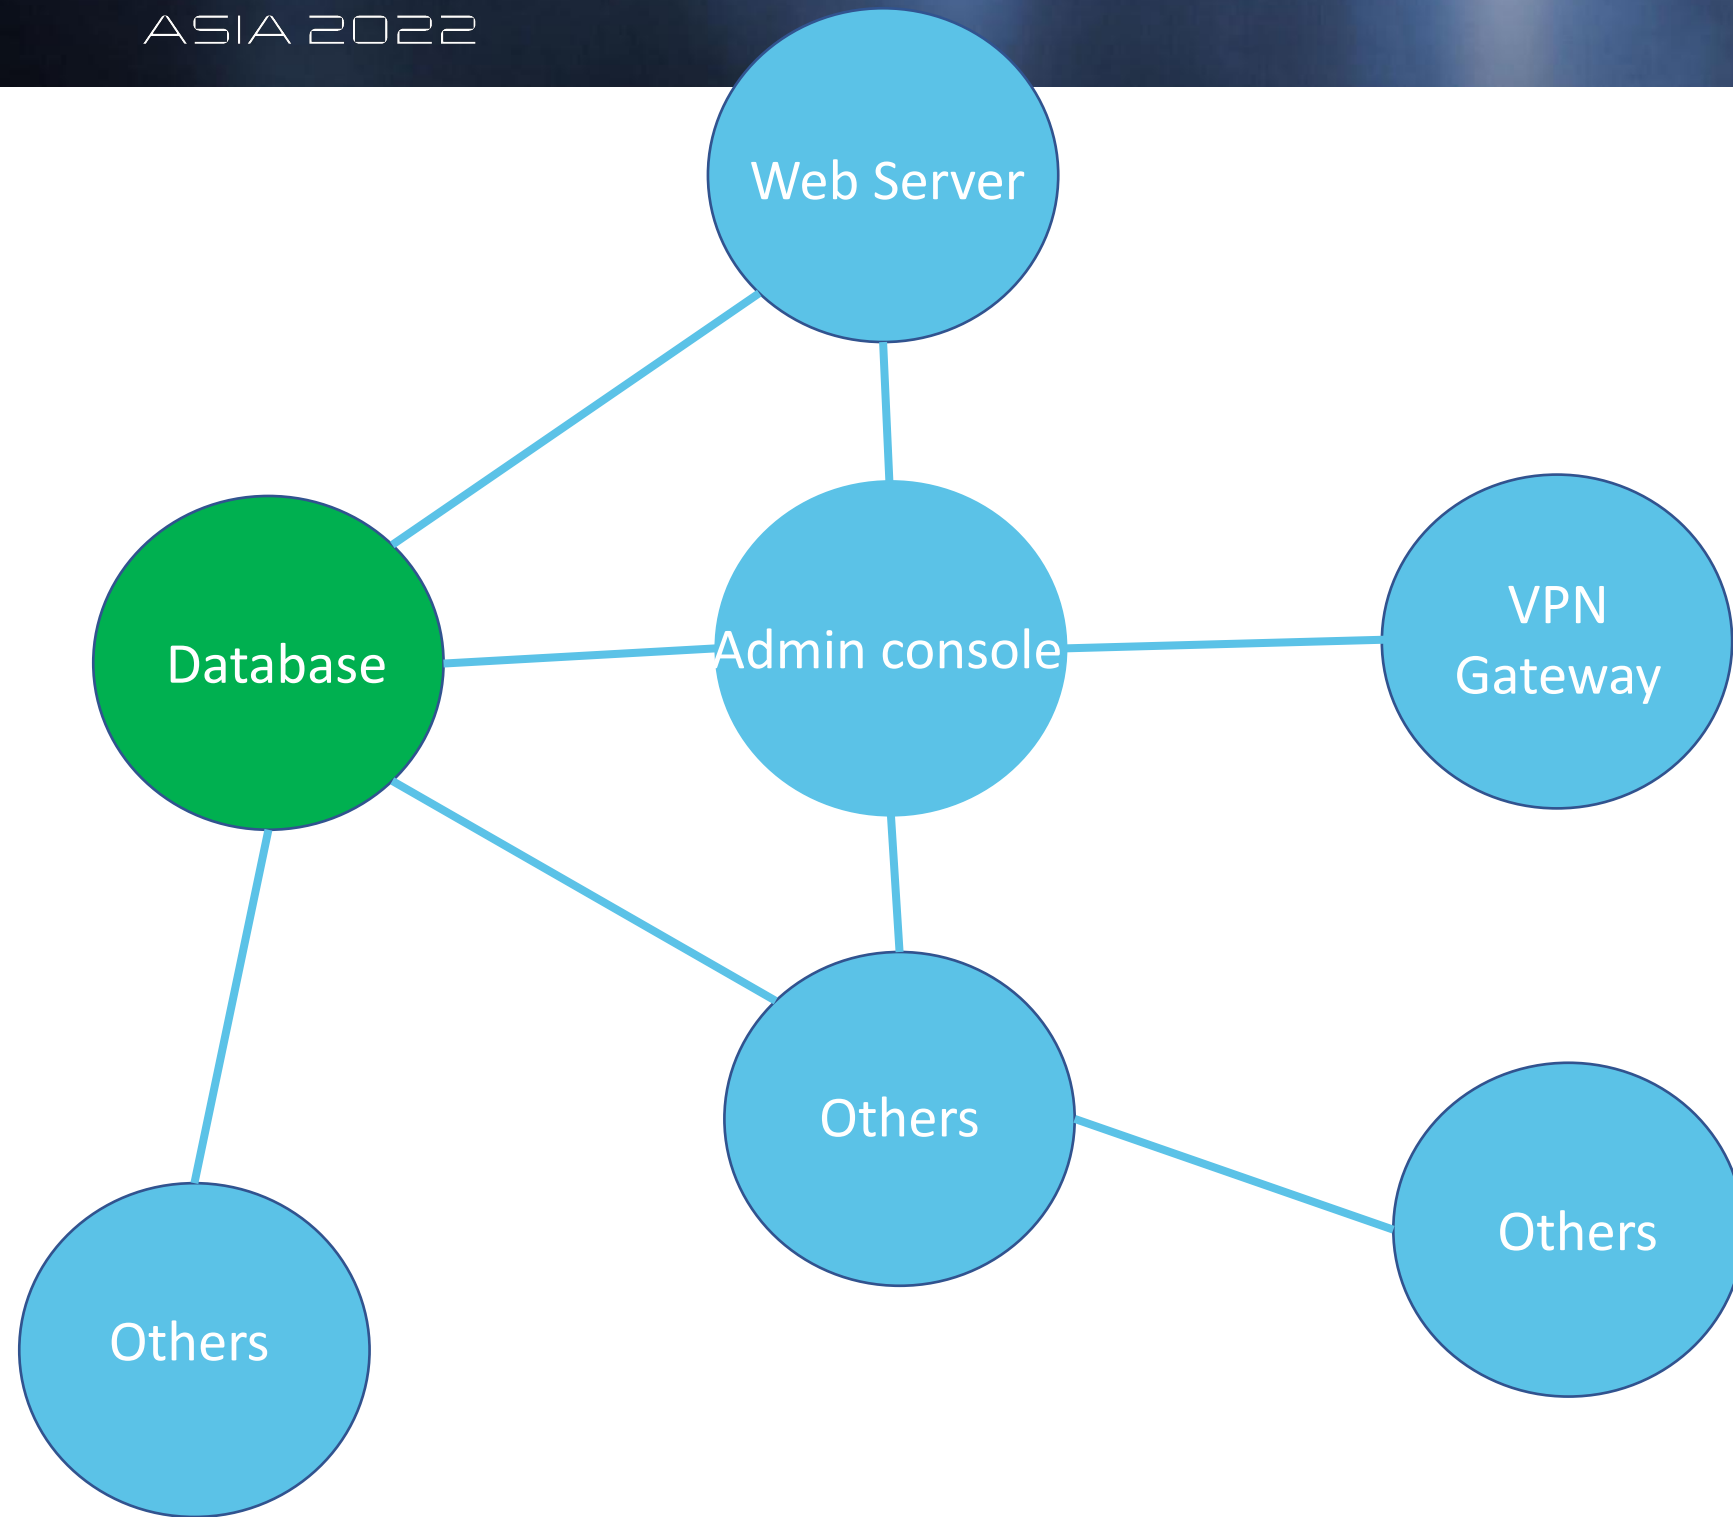 ASIA 2022
Web Server
Database
Admin console
VPN
Gateway
Others
Others
Others